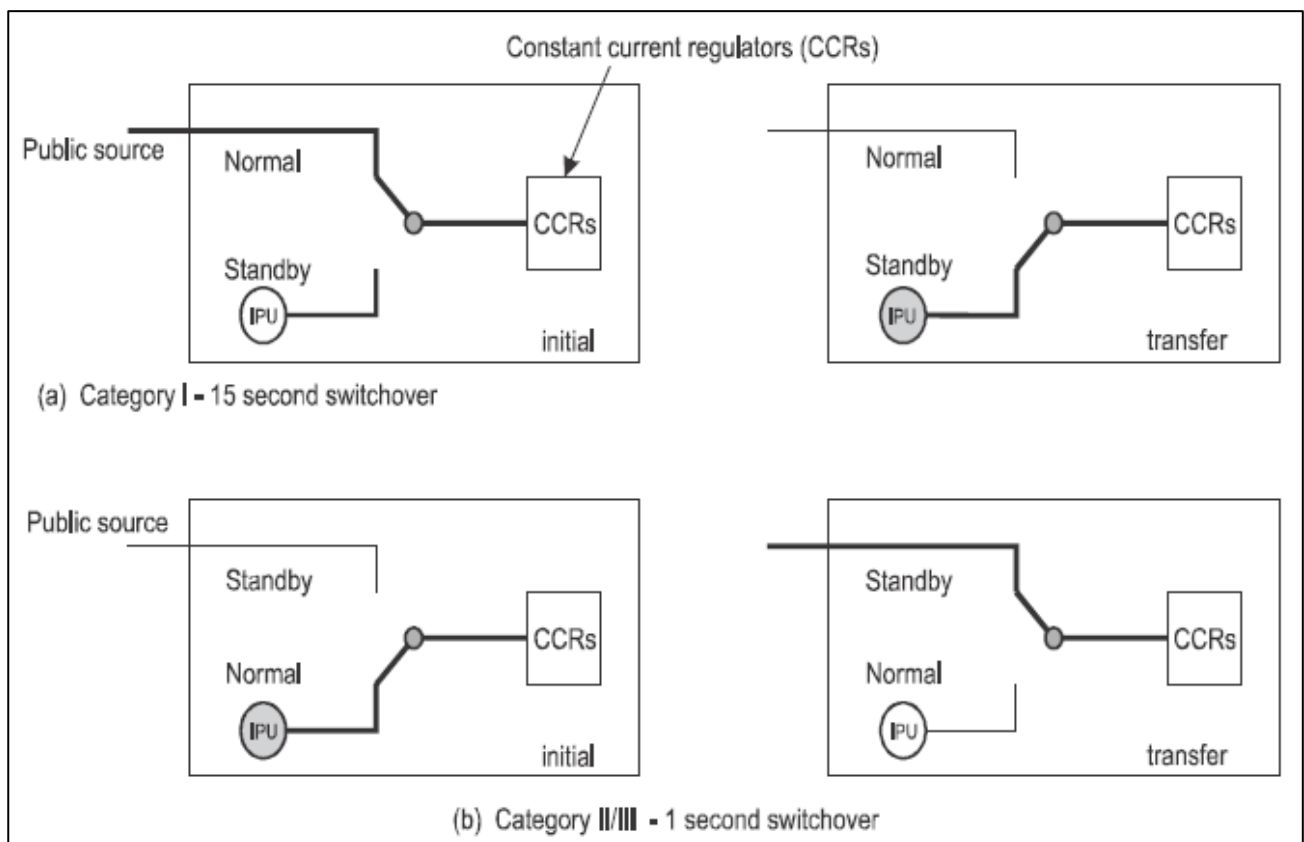 Constant current regulators (CCRs)
Public source
Normal
CCRs
Standby
IPU
initial
Normal
CCRs
Standby
IPU
transfer
(a) Category I - 15 second switchover
Public source
Standby
CCRs
Normal
IPU
initial
Standby
CCRs
Normal
IPU
transfer
(b) Category II/III - 1 second switchover